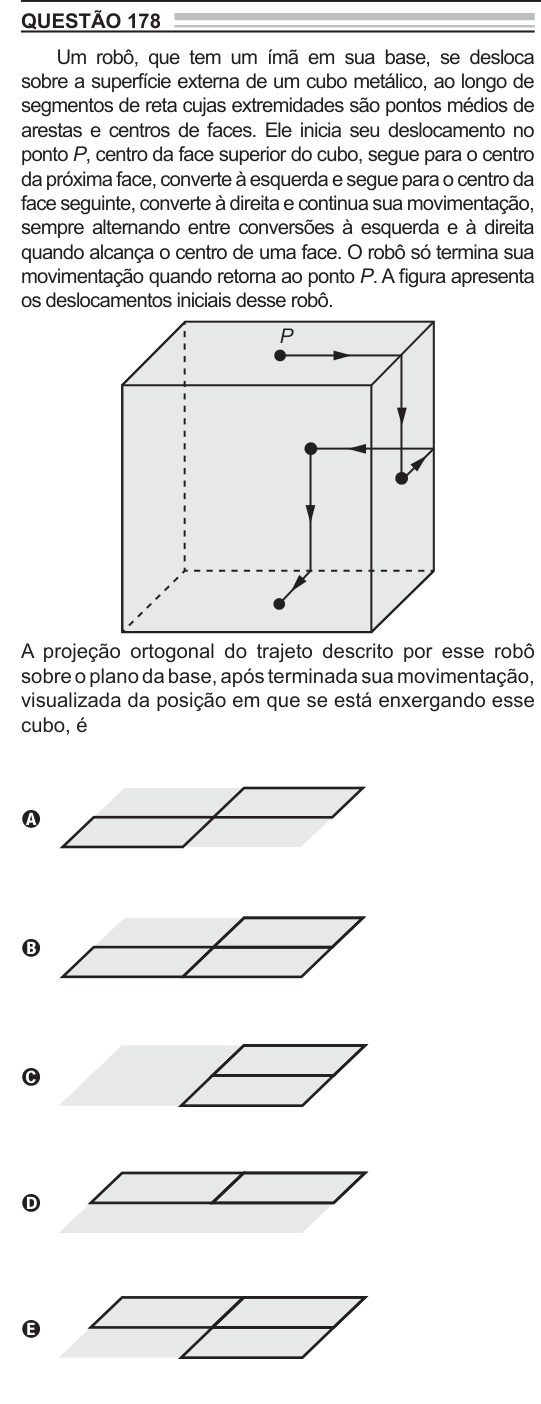 QUESTÃO 178
Um robô, que tem um ímã em sua base, se desloca
sobre a superfície externa de um cubo metálico, ao longo de
segmentos de reta cujas extremidades são pontos médios de
arestas e centros de faces. Ele inicia seu deslocamento no
ponto P, centro da face superior do cubo, segue para o centro
da próxima face, converte à esquerda e segue para o centro da
face seguinte, converte à direita e continua sua movimentação,
sempre alternando entre conversões à esquerda e à direita
quando alcança o centro de uma face. O robô só termina sua
movimentação quando retorna ao ponto P. A figura apresenta
os deslocamentos iniciais desse robô.
P
A projeção ortogonal do trajeto descrito por esse robô
sobre o plano da base, após terminada sua movimentação,
visualizada da posição em que se está enxergando esse
cubo, é
A
B
C
D
E